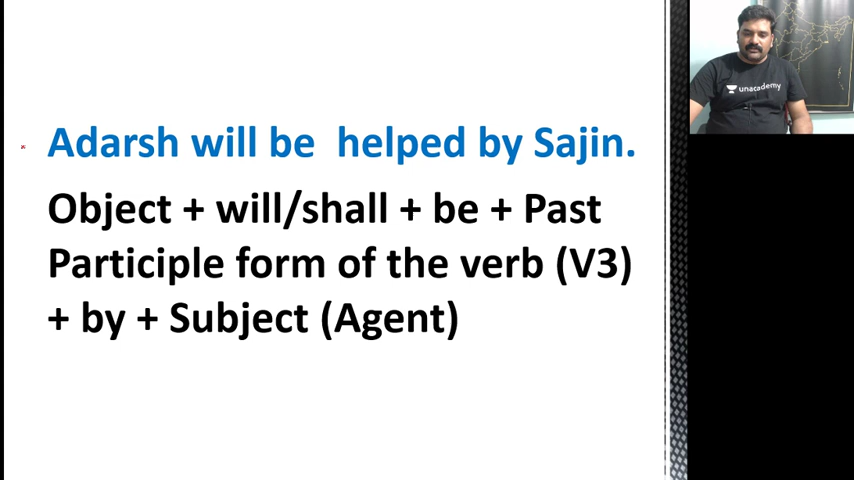 Adarsh will be helped by Sajin.
Object + will/shall + be + Past
Participle form of the verb (V3)
+ by + Subject (Agent)
unacademy